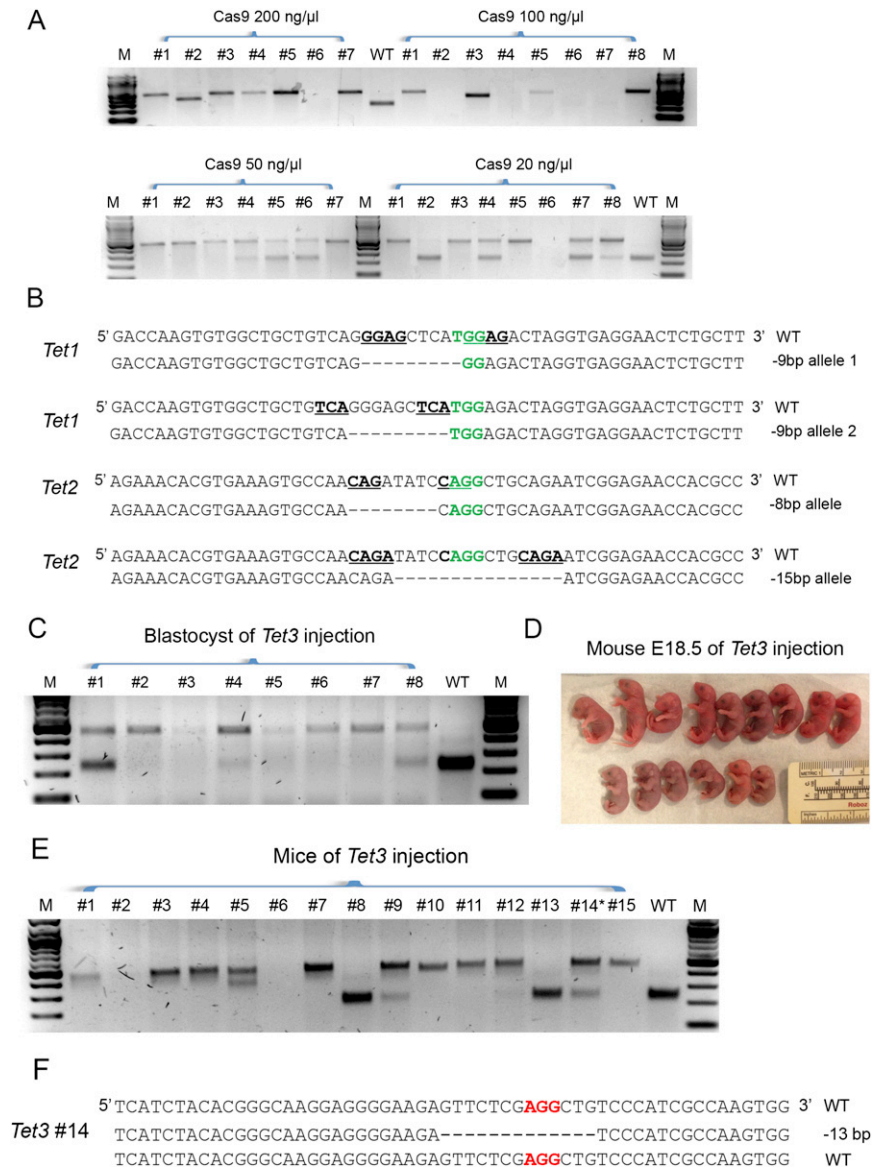 A
Cas9 200 ng/µl Cas9 100 ng/µl
M #1 #2 #3 #4 #5 #6 #7 WT #1 #2 #3 #4 #5 #6 #7 #8 M
Cas9 50 ng/µl Cas9 20 ng/µl
M #1 #2 #3 #4 #5 #6 #7 M #1 #2 #3 #4 #5 #6 #7 #8 WT M
B
Tet1 5’ GACCAAGTGTGGCTGCTGTCAGGGAGCTCATGGAGACTAGGTGAGGAACTCTGCTT 3’ WT
GACCAAGTGTGGCTGCTGTCAG---------GGAGACTAGGTGAGGAACTCTGCTT -9bp allele 1
Tet1 5’ GACCAAGTGTGGCTGCTGTCAGGGAGCTCATGGAGACTAGGTGAGGAACTCTGCTT 3’ WT
GACCAAGTGTGGCTGCTGTCA---------TGGAGACTAGGTGAGGAACTCTGCTT -9bp allele 2
Tet2 5’ AGAAACACGTGAAAGTGCCAACAGATATCCAGGCTGCAGAATCGGAGAACCACGCC 3’ WT
AGAAACACGTGAAAGTGCCAA--------CAGGCTGCAGAATCGGAGAACCACGCC -8bp allele
Tet2 5’ AGAAACACGTGAAAGTGCCAACAGATATCCAGGCTGCAGAATCGGAGAACCACGCC 3’ WT
AGAAACACGTGAAAGTGCCAACAGA---------------ATCGGAGAACCACGCC -15bp allele
C
Blastocyst of Tet3 injection
M #1 #2 #3 #4 #5 #6 #7 #8 WT M
D
Mouse E18.5 of Tet3 injection
METRIC 1
Roboz
E
Mice of Tet3 injection
M #1 #2 #3 #4 #5 #6 #7 #8 #9 #10 #11 #12 #13 #14* #15 WT M
F
5’ TCATCTACACGGGCAAGGAGGGGAAGAGTTCTCGAGGCTGTCCCATCGCCAAGTGG 3’ WT
Tet3 #14 TCATCTACACGGGCAAGGAGGGGAAGA-------------TCCCATCGCCAAGTGG -13 bp
TCATCTACACGGGCAAGGAGGGGAAGAGTTCTCGAGGCTGTCCCATCGCCAAGTGG WT